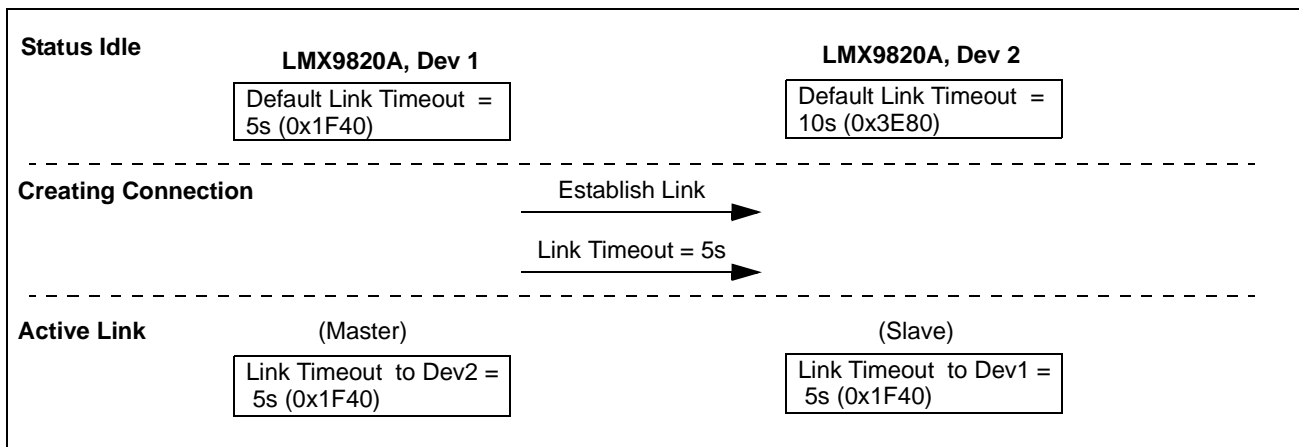 Status Idle
LMX9820A, Dev 1
LMX9820A, Dev 2
Default Link Timeout =
5s (0x1F40)
Default Link Timeout =
10s (0x3E80)
Creating Connection
Establish Link
Link Timeout = 5s
Active Link
(Master)
(Slave)
Link Timeout to Dev2 =
5s (0x1F40)
Link Timeout to Dev1 =
5s (0x1F40)